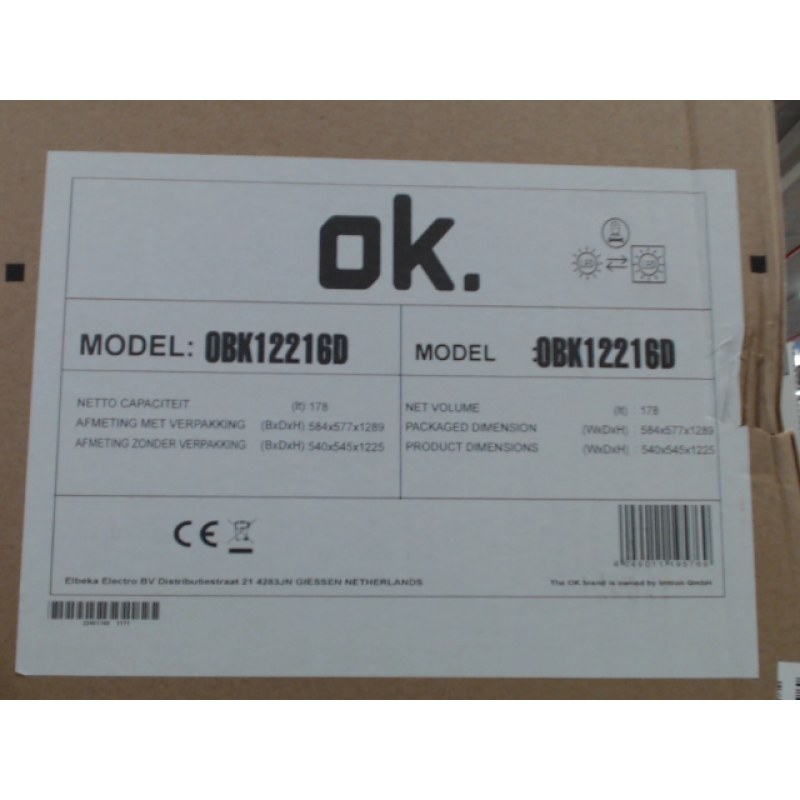 ok.
LED LED
MODEL: OBK12216D
MODEL :OBK12216D
NETTO CAPACITEIT (lt) 178
AFMETING MET VERPAKKING (BxDxH) 584x577x1289
AFMETING ZONDER VERPAKKING (BxDxH) 540x545x1225
NET VOLUME (lt) : 178
PACKAGED DIMENSION (WxDxH) : 584x577x1289
PRODUCT DIMENSIONS (WxDxH) : 540x545x1225
CE
Elbeka Electro BV Distributiestraat 21 4283JN GIESSEN NETHERLANDS
The OK brand is owned by Imtron GmbH